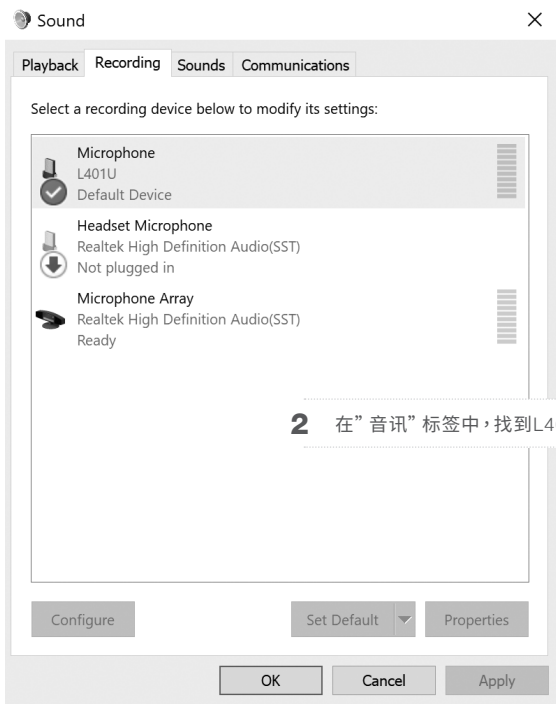 Sound
Playback Recording Sounds Communications
Select a recording device below to modify its settings:
Microphone
L401U
Default Device
Headset Microphone
Realtek High Definition Audio(SST)
Not plugged in
Microphone Array
Realtek High Definition Audio(SST)
Ready
2 在”音讯”标签中，找到L4
Configure Set Default Properties
OK Cancel Apply